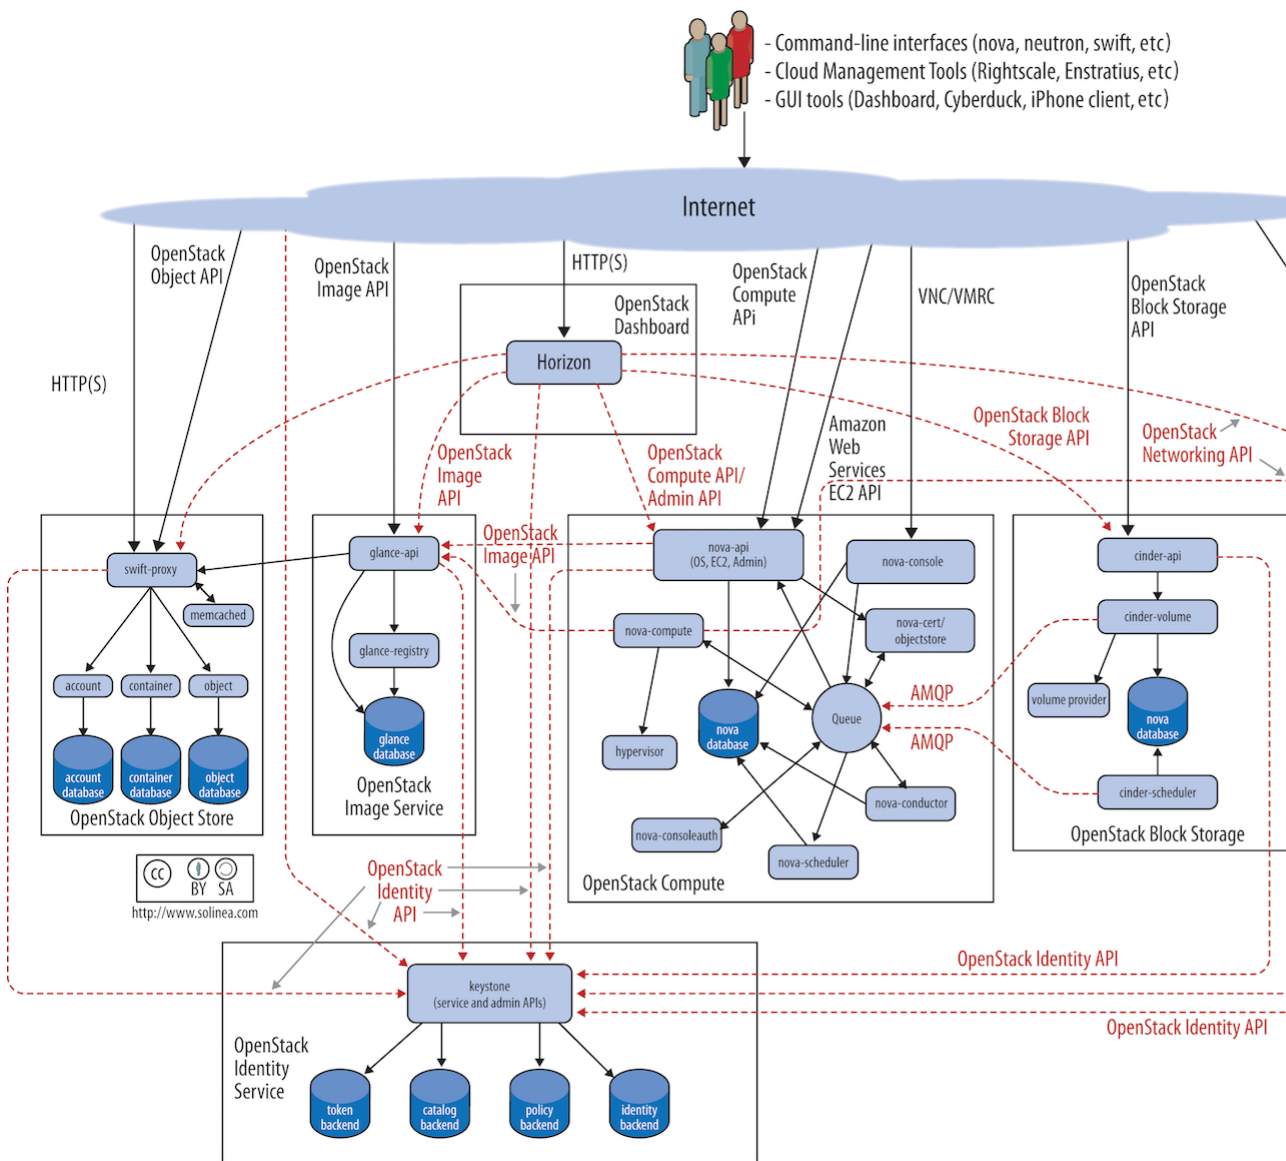 - Command-line interfaces (nova, neutron, swift, etc)
- Cloud Management Tools (Rightscale, Enstratius, etc)
- GUI tools (Dashboard, Cyberduck, iPhone client, etc)
Internet
OpenStack
Object API
OpenStack
Image API
HTTP(S)
OpenStack
Compute
APi
VNC/VMRC
OpenStack
Block Storage
API
HTTP(S)
OpenStack
Dashboard
Horizon
OpenStack
Image
API
OpenStack
Compute API/
Admin API
Amazon
Web
Services
EC2 API
OpenStack Block
Storage API
OpenStack
Networking API
swift-proxy
memcached
account
container
object
account
database
container
database
object
database
OpenStack Object Store
glance-api
glance-registry
glance
database
OpenStack
Image Service
OpenStack
Image API
nova-api
(OS, EC2, Admin)
nova-console
nova-compute
nova-cert/
objectstore
hypervisor
nova
database
Queue
AMQP
AMQP
nova-conductor
nova-consoleauth
nova-scheduler
OpenStack Compute
cinder-api
cinder-volume
volume provider
nova
database
cinder-scheduler
OpenStack Block Storage
cc
BY SA
http://www.solinea.com
OpenStack
Identity
API
OpenStack Identity API
OpenStack Identity API
keystone
(service and admin APIs)
OpenStack
Identity
Service
token
backend
catalog
backend
policy
backend
identity
backend